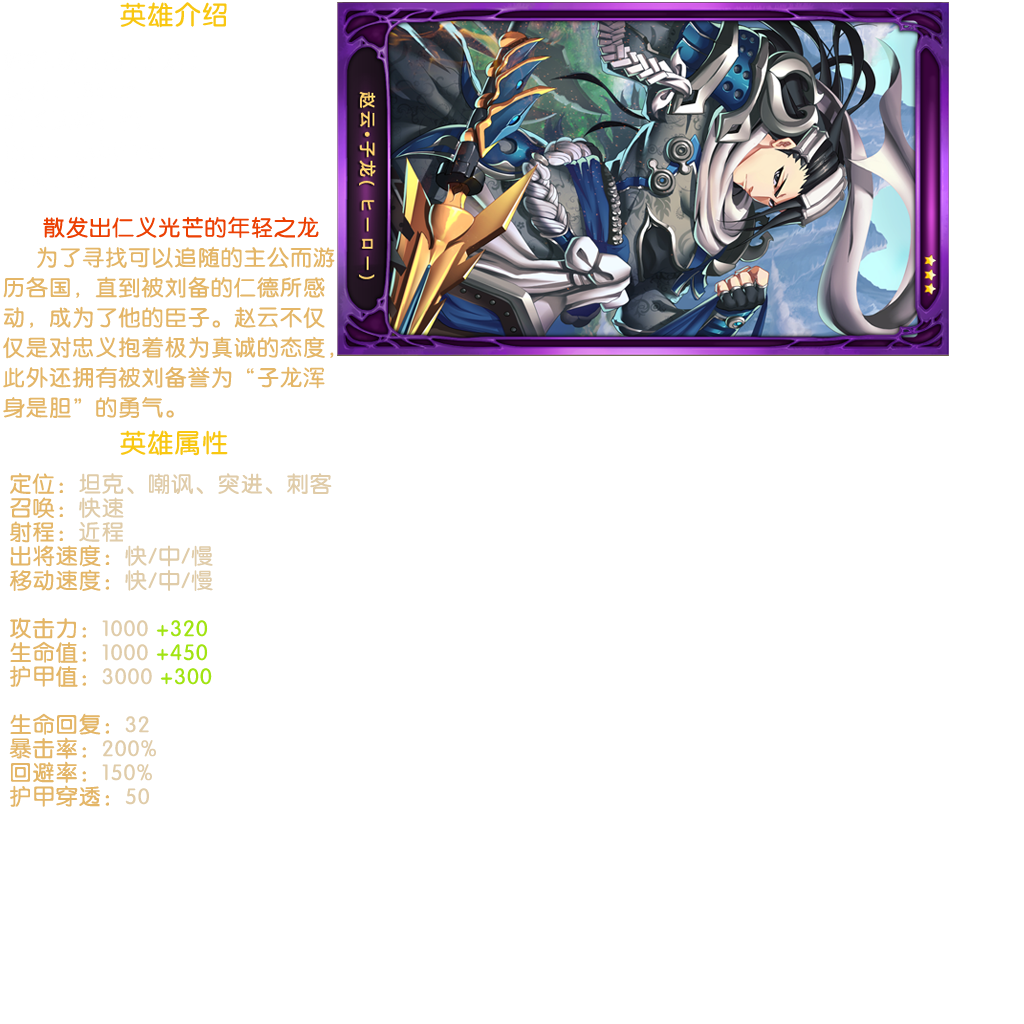 英雄介绍
散发出仁义光芒的年轻之龙
为了寻找可以追随的主公而游
历各国，直到被刘备的仁德所感
动，成为了他的臣子。赵云不仅
仅是对忠义抱着极为真诚的态度，
此外还拥有被刘备誉为“子龙浑
身是胆”的勇气。
英雄属性
定位：坦克、嘲讽、突进、刺客
召唤：快速
射程：近程
出将速度：快/中/慢
移动速度：快/中/慢
攻击力：1000 +320
生命值：1000 +450
护甲值：3000 +300
生命回复：32
暴击率：200%
回避率：150%
护甲穿透：50
赵云•子龙(ヒーロー)